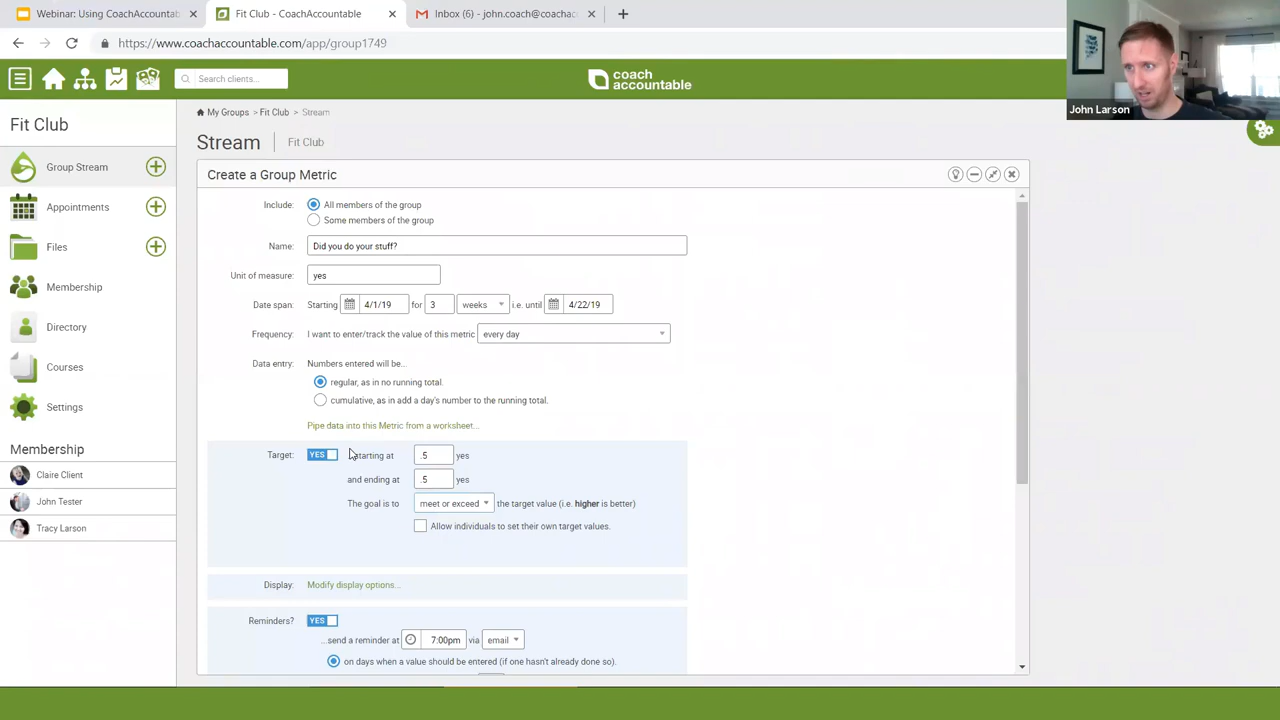 Webinar: Using CoachAccountab
Fit Club - CoachAccountable
Inbox (6) - john.coach@coachac
https://www.coachaccountable.com/app/group1749
Search clients...
coach
accountable
John Larson
Fit Club
Group Stream
Appointments
Files
Membership
Directory
Courses
Settings
Membership
Claire Client
John Tester
Tracy Larson
My Groups > Fit Club > Stream
Stream | Fit Club
Create a Group Metric
Include: All members of the group
Some members of the group
Name: Did you do your stuff?
Unit of measure: yes
Date span: Starting 4/1/19 for 3 weeks i.e. until 4/22/19
Frequency: I want to enter/track the value of this metric every day
Data entry: Numbers entered will be...
regular, as in no running total.
cumulative, as in add a day's number to the running total.
Pipe data into this Metric from a worksheet...
Target: YES starting at .5 yes
and ending at .5 yes
The goal is to meet or exceed the target value (i.e. higher is better)
Allow individuals to set their own target values.
Display: Modify display options...
Reminders? YES
...send a reminder at 7:00pm via email
on days when a value should be entered (if one hasn't already done so).